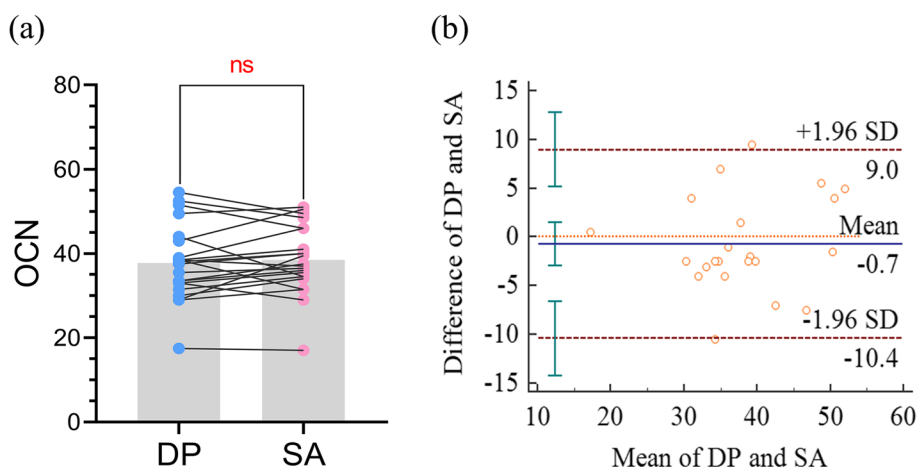 (a)
ns
OCN
80
60
40
20
0
DP
SA
(b)
Difference of DP and SA
15
10
5
0
-5
-10
-15
+1.96 SD
9.0
Mean
-0.7
-1.96 SD
-10.4
10
20
30
40
50
60
Mean of DP and SA